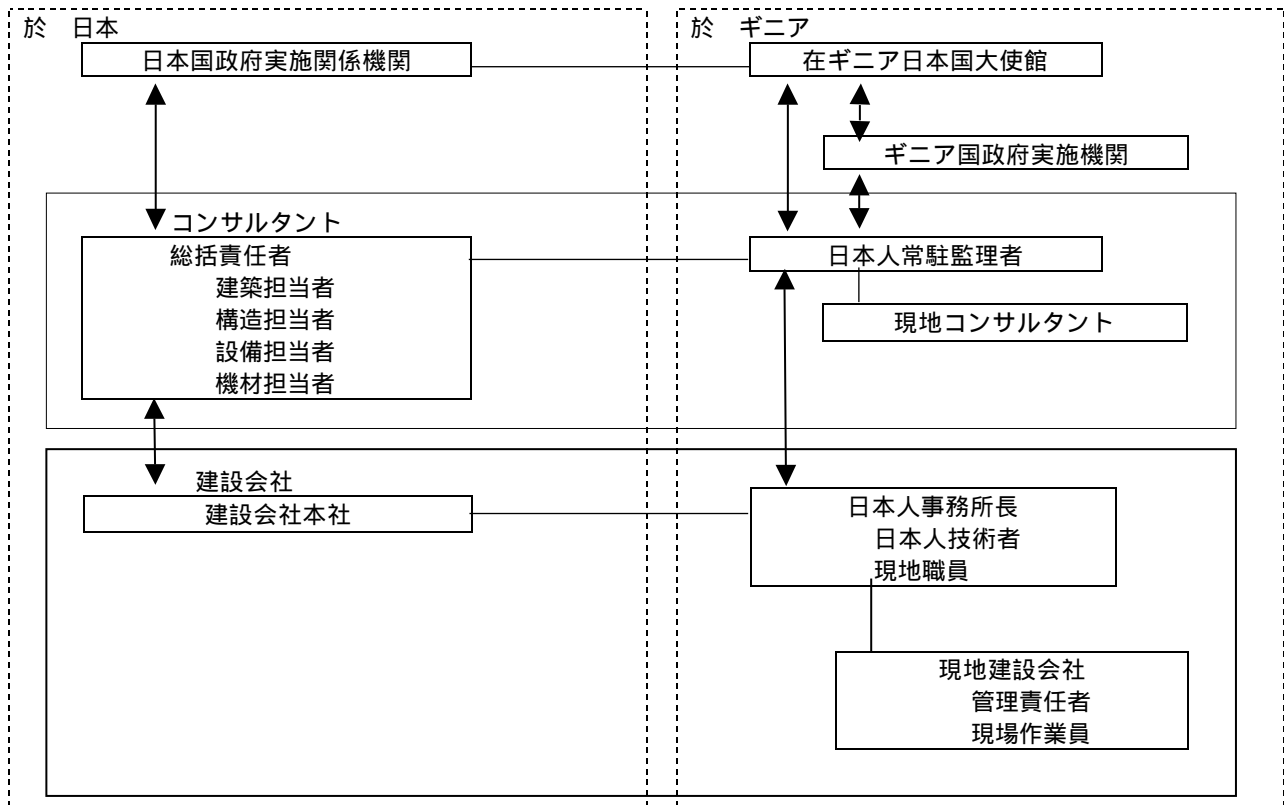 於　日本
於　ギニア
日本国政府実施関係機関
在ギニア日本国大使館
ギニア国政府実施機関
コンサルタント
総括責任者
建築担当者
構造担当者
設備担当者
機材担当者
日本人常駐監理者
現地コンサルタント
建設会社
建設会社本社
日本人事務所長
日本人技術者
現地職員
現地建設会社
管理責任者
現場作業員